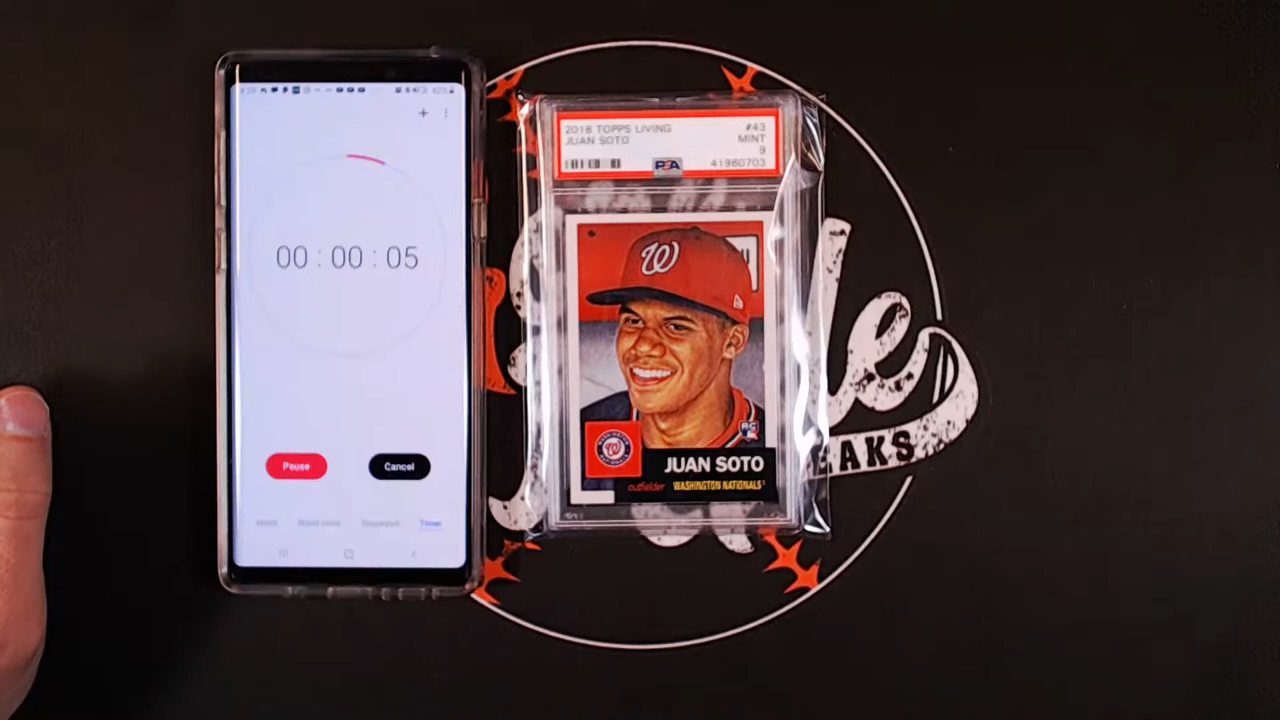 00 : 00 : 05
Pause
Cancel
Timer
2018 TOPPS LIVING
#43
JUAN SOTO
MINT
9
PSA
41960703
W
W
RC
JUAN SOTO
outfielder
WASHINGTON NATIONALS
EAKS